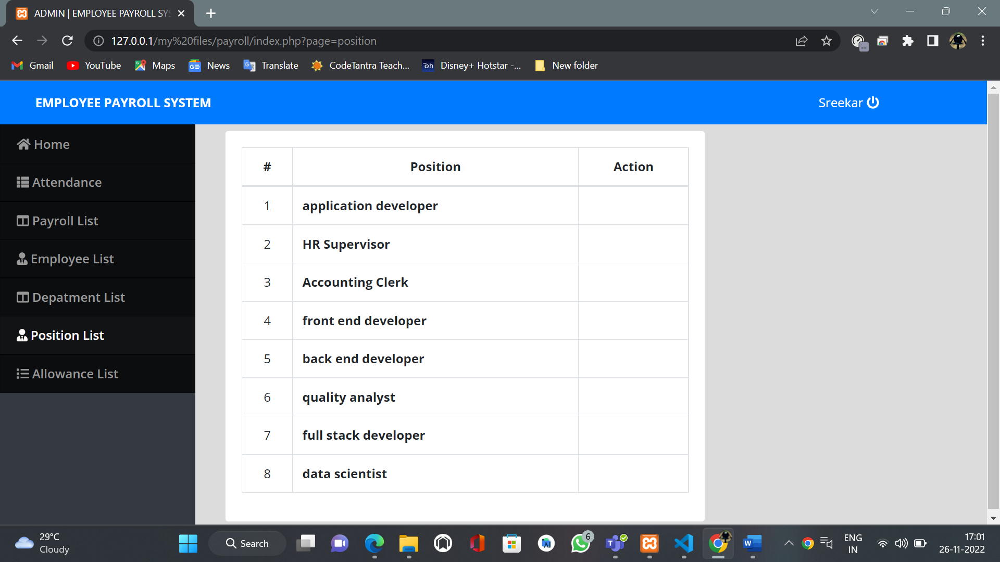 ADMIN | EMPLOYEE PAYROLL SYS
127.0.0.1/my%20files/payroll/index.php?page=position
Gmail YouTube Maps News Translate CodeTantra Teach... Disney+ Hotstar -... New folder
EMPLOYEE PAYROLL SYSTEM
Sreekar
Home
Attendance
Payroll List
Employee List
Depatment List
Position List
Allowance List
# Position Action
1 application developer
2 HR Supervisor
3 Accounting Clerk
4 front end developer
5 back end developer
6 quality analyst
7 full stack developer
8 data scientist
29°C
Cloudy
Search
6
ENG
IN
17:01
26-11-2022